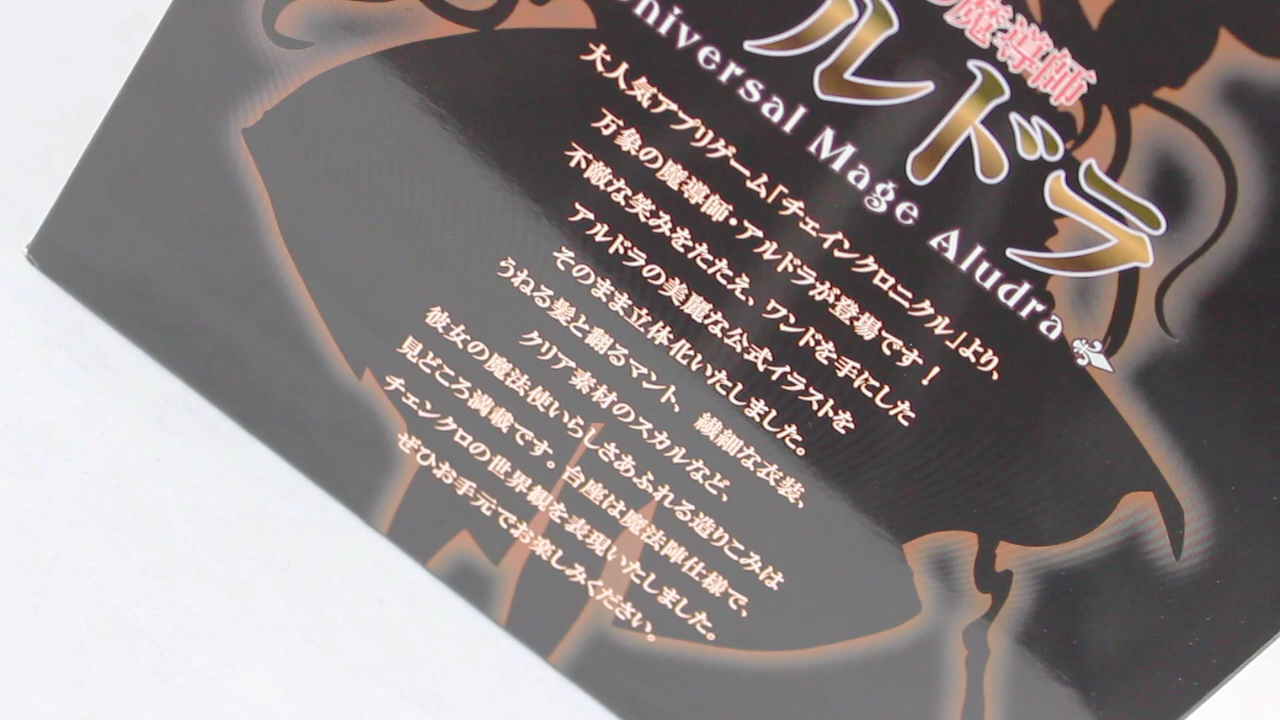 魔導師
ルドラ
Universal Mage Aludra
大人気アプリゲーム「チェインクロニクル」より、
万象の魔導師・アルドラが登場です！
不敵な笑みをたたえ、ワンドを手にした
アルドラの美麗な公式イラストを
そのまま立体化いたしました。
うねる髪と翻るマント、繊細な衣装、
クリア素材のスカルなど、
彼女の魔法使いらしさあふれる造りこみは
見どころ満載です。台座は魔法陣仕様で、
チェンクロの世界観を表現いたしました。
ぜひお手元でお楽しみください。